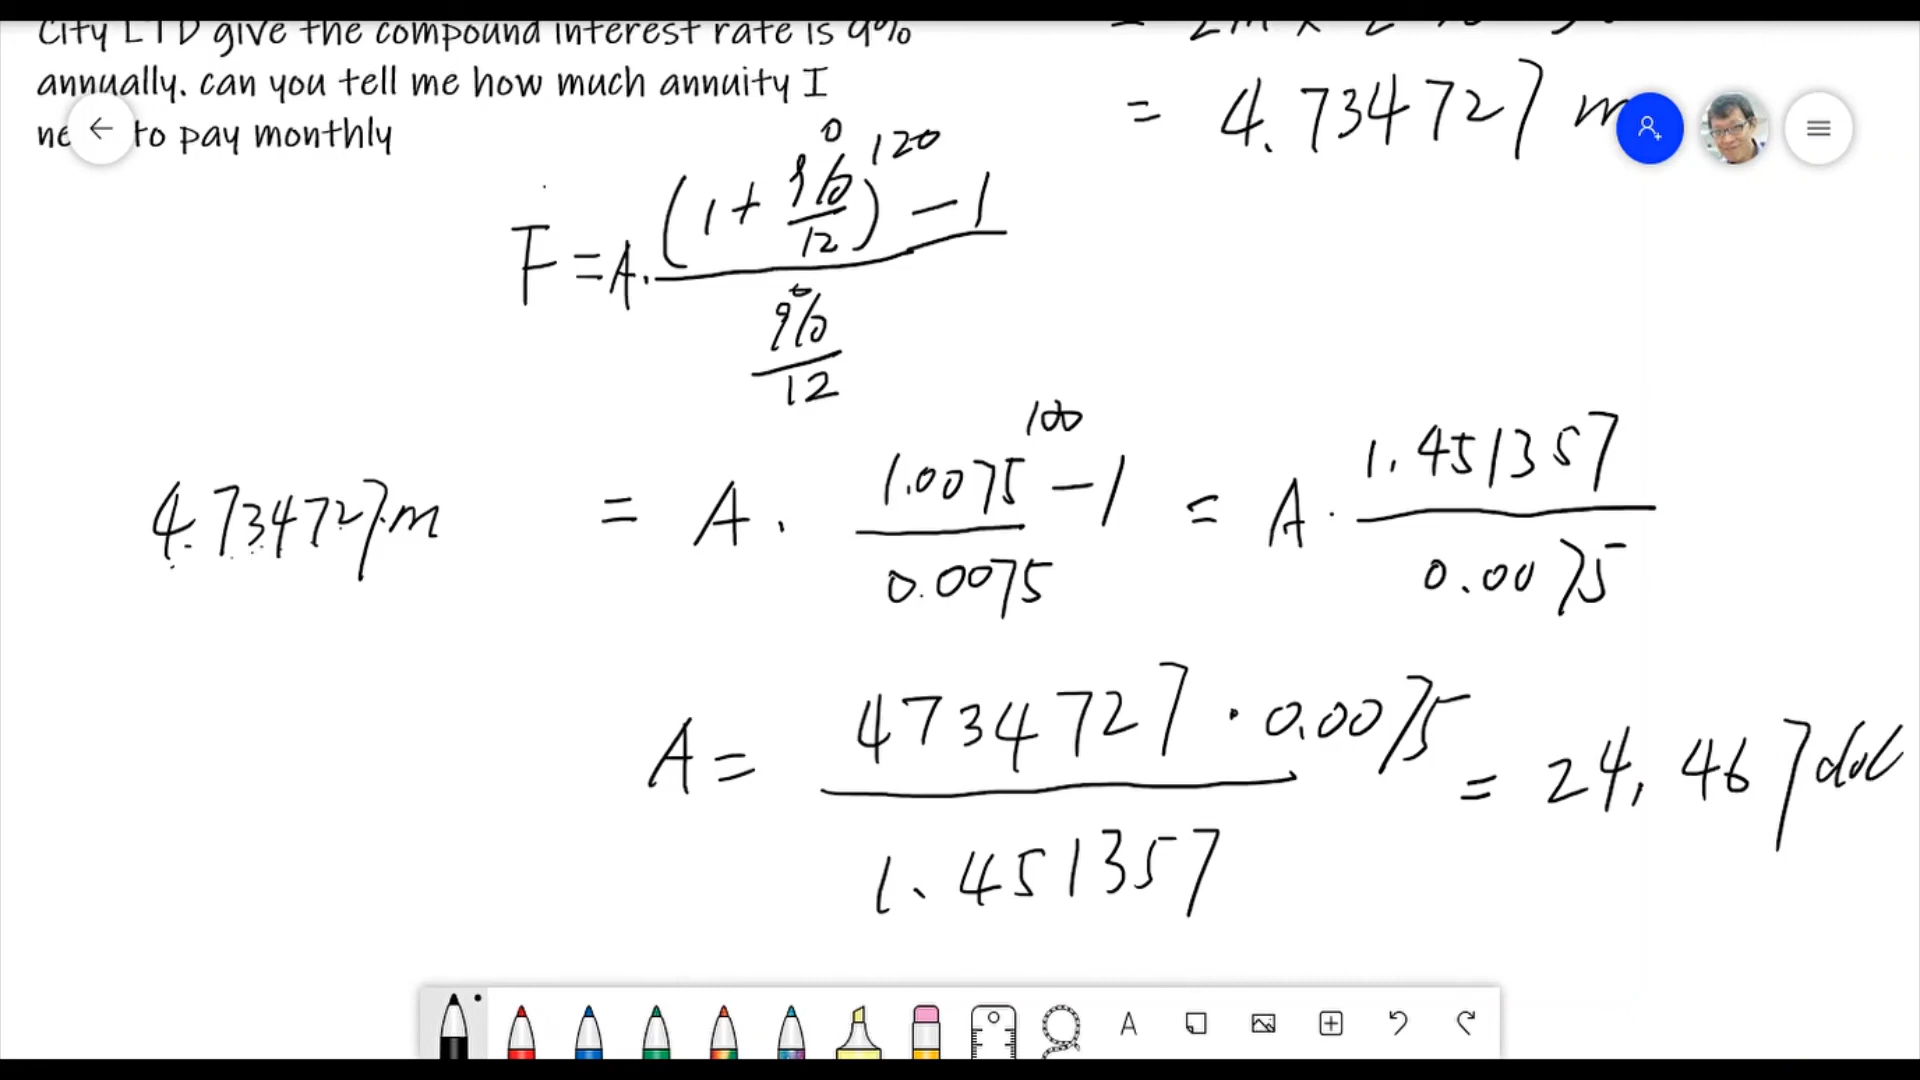 City LTD give the compound interest rate is 9%
annually. can you tell me how much annuity I
to pay monthly
= 4.734727 m
F = A. (1 + 9%/12)^120 - 1
9%
12
4.734727m = A. 1.0075^100 - 1 / 0.0075 = A. 1.451357 / 0.0075
A = 4734727 . 0.0075 / 1.451357 = 24,467 dol
A